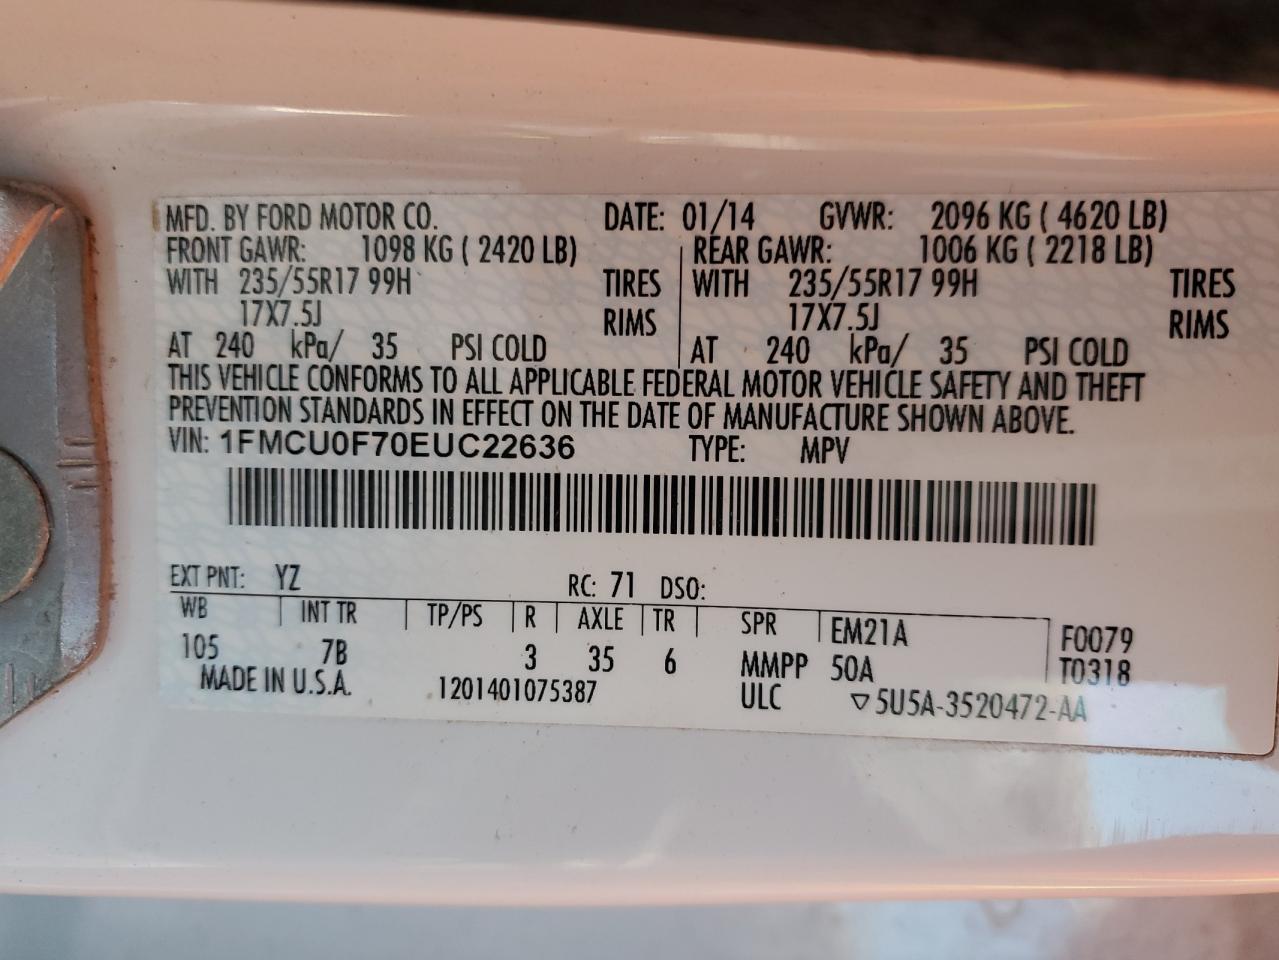 MFD. BY FORD MOTOR CO. DATE: 01/14 GVWR: 2096 KG ( 4620 LB)
FRONT GAWR: 1098 KG ( 2420 LB) REAR GAWR: 1006 KG ( 2218 LB)
WITH 235/55R17 99H TIRES WITH 235/55R17 99H TIRES
17X7.5J RIMS 17X7.5J RIMS
AT 240 kPa/ 35 PSI COLD AT 240 kPa/ 35 PSI COLD
THIS VEHICLE CONFORMS TO ALL APPLICABLE FEDERAL MOTOR VEHICLE SAFETY AND THEFT
PREVENTION STANDARDS IN EFFECT ON THE DATE OF MANUFACTURE SHOWN ABOVE.
VIN: 1FMCU0F70EUC22636 TYPE: MPV
EXT PNT: YZ RC: 71 DSO:
WB INT TR TP/PS R AXLE TR SPR EM21A F0079
105 7B 3 35 6 MMPP 50A T0318
MADE IN U.S.A. 1201401075387 ULC ▽5U5A-3520472-AA